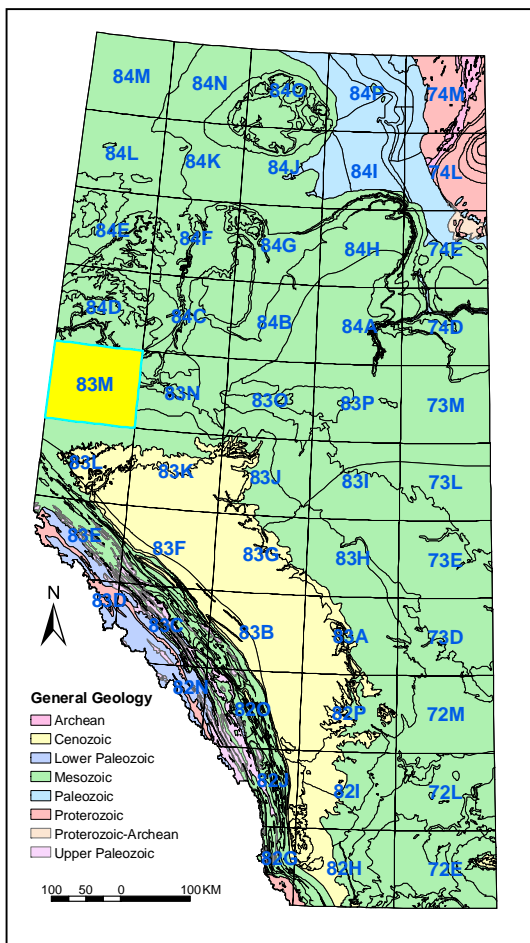 84M 84N 84O 84P 74M
84L 84K 84J 84I 74L
84E 84F 84G 84H 74E
84D 84C 84B 84A 74D
83M 83N 83O 83P 73M
83L 83K 83J 83I 73L
83E 83F 83G 83H 73E
83D 83C 83B 83A 73D
82N 82O 82P 72M
82J 82I 72L
82G 82H 72E
N
General Geology
Archean
Cenozoic
Lower Paleozoic
Mesozoic
Paleozoic
Proterozoic
Proterozoic-Archean
Upper Paleozoic
100 50 0 100 KM